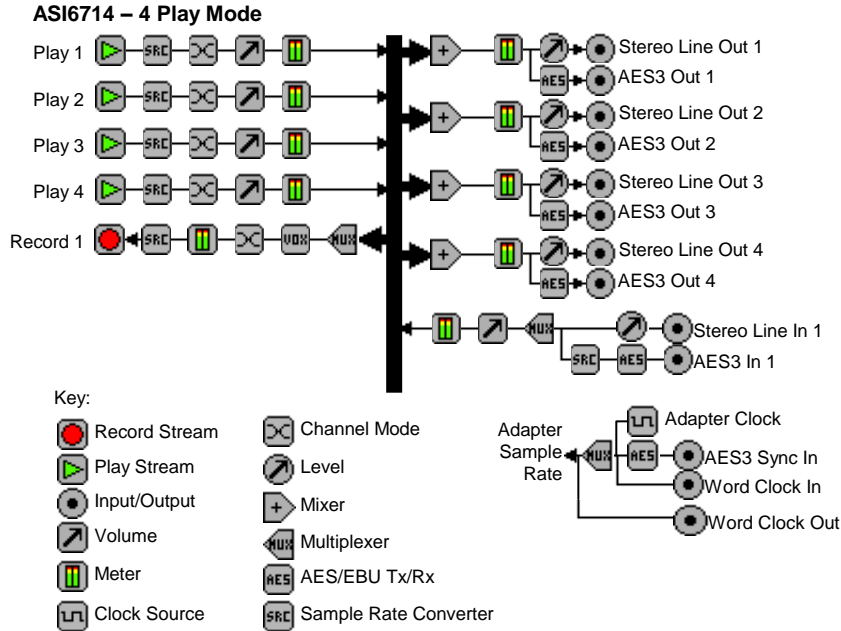 ASI6714 – 4 Play Mode
Play 1 SRC Stereo Line Out 1
AES AES3 Out 1
Play 2 SRC Stereo Line Out 2
AES AES3 Out 2
Play 3 SRC Stereo Line Out 3
AES AES3 Out 3
Play 4 SRC Stereo Line Out 4
AES AES3 Out 4
Record 1 SRC VOX MUX
MUX Stereo Line In 1
SRC AES AES3 In 1
Key:
Record Stream
Play Stream
Input/Output
Volume
Meter
Clock Source
Channel Mode
Level
Mixer
MUX Multiplexer
AES AES/EBU Tx/Rx
SRC Sample Rate Converter
Adapter
Sample
Rate
MUX
Adapter Clock
AES AES3 Sync In
Word Clock In
Word Clock Out